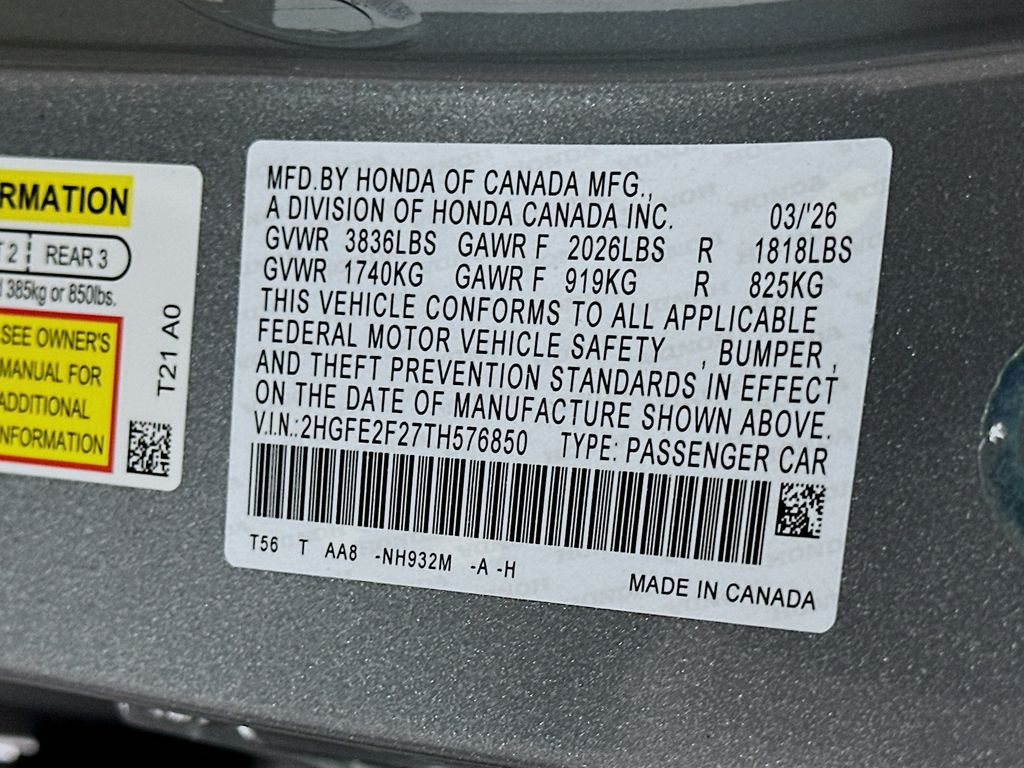 RMATION
T 2 REAR 3
385kg or 850lbs.
SEE OWNER'S
MANUAL FOR
ADDITIONAL
INFORMATION
T21 A0
MFD.BY HONDA OF CANADA MFG.,
A DIVISION OF HONDA CANADA INC. 03/'26
GVWR 3836LBS GAWR F 2026LBS R 1818LBS
GVWR 1740KG GAWR F 919KG R 825KG
THIS VEHICLE CONFORMS TO ALL APPLICABLE
FEDERAL MOTOR VEHICLE SAFETY , BUMPER ,
AND THEFT PREVENTION STANDARDS IN EFFECT
ON THE DATE OF MANUFACTURE SHOWN ABOVE.
V.I.N.:2HGFE2F27TH576850 TYPE: PASSENGER CAR
T56 T AA8 -NH932M -A -H
MADE IN CANADA